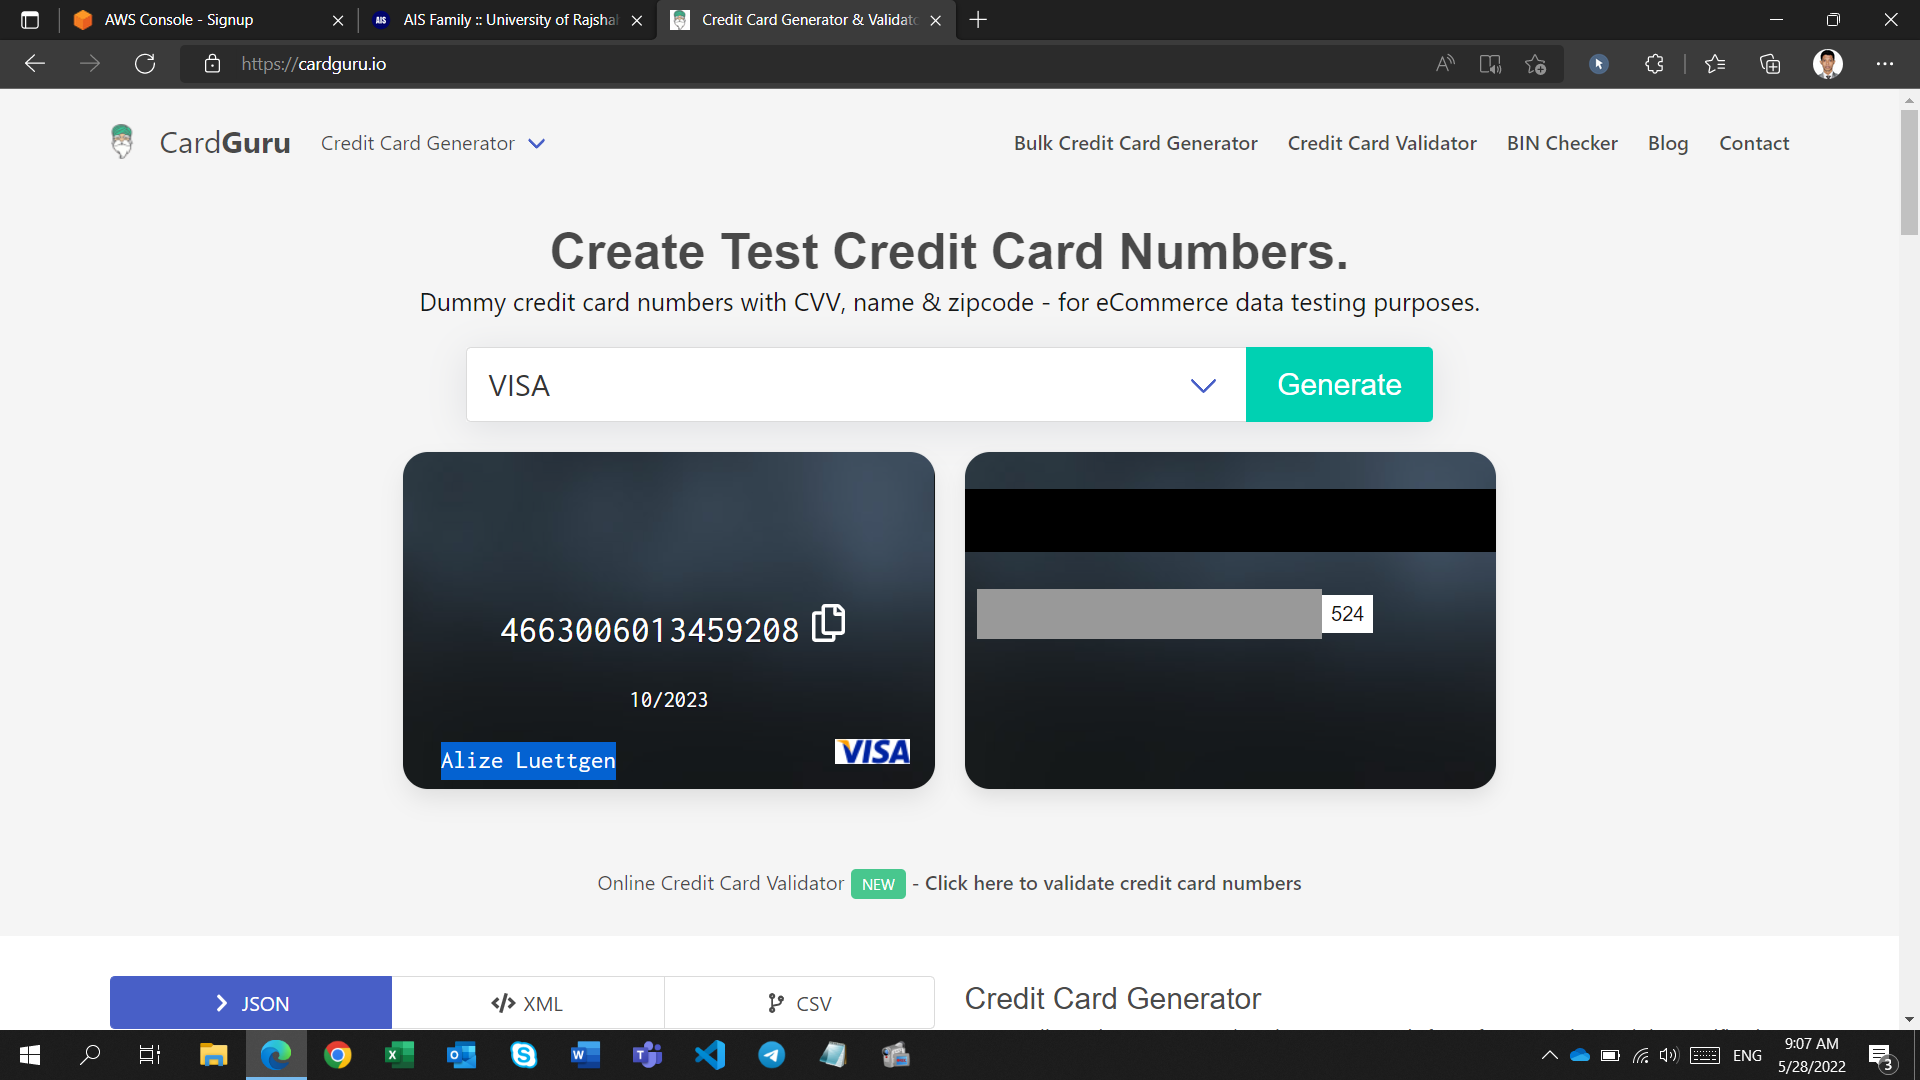 AWS Console - Signup
AIS
AIS Family :: University of Rajshah
Credit Card Generator & Validato
https://cardguru.io
CardGuru
Credit Card Generator
Bulk Credit Card Generator
Credit Card Validator
BIN Checker
Blog
Contact
Create Test Credit Card Numbers.
Dummy credit card numbers with CVV, name & zipcode - for eCommerce data testing purposes.
VISA
Generate
4663006013459208
524
10/2023
Alize Luettgen
VISA
Online Credit Card Validator NEW - Click here to validate credit card numbers
JSON
XML
CSV
Credit Card Generator
ENG
9:07 AM
5/28/2022
3